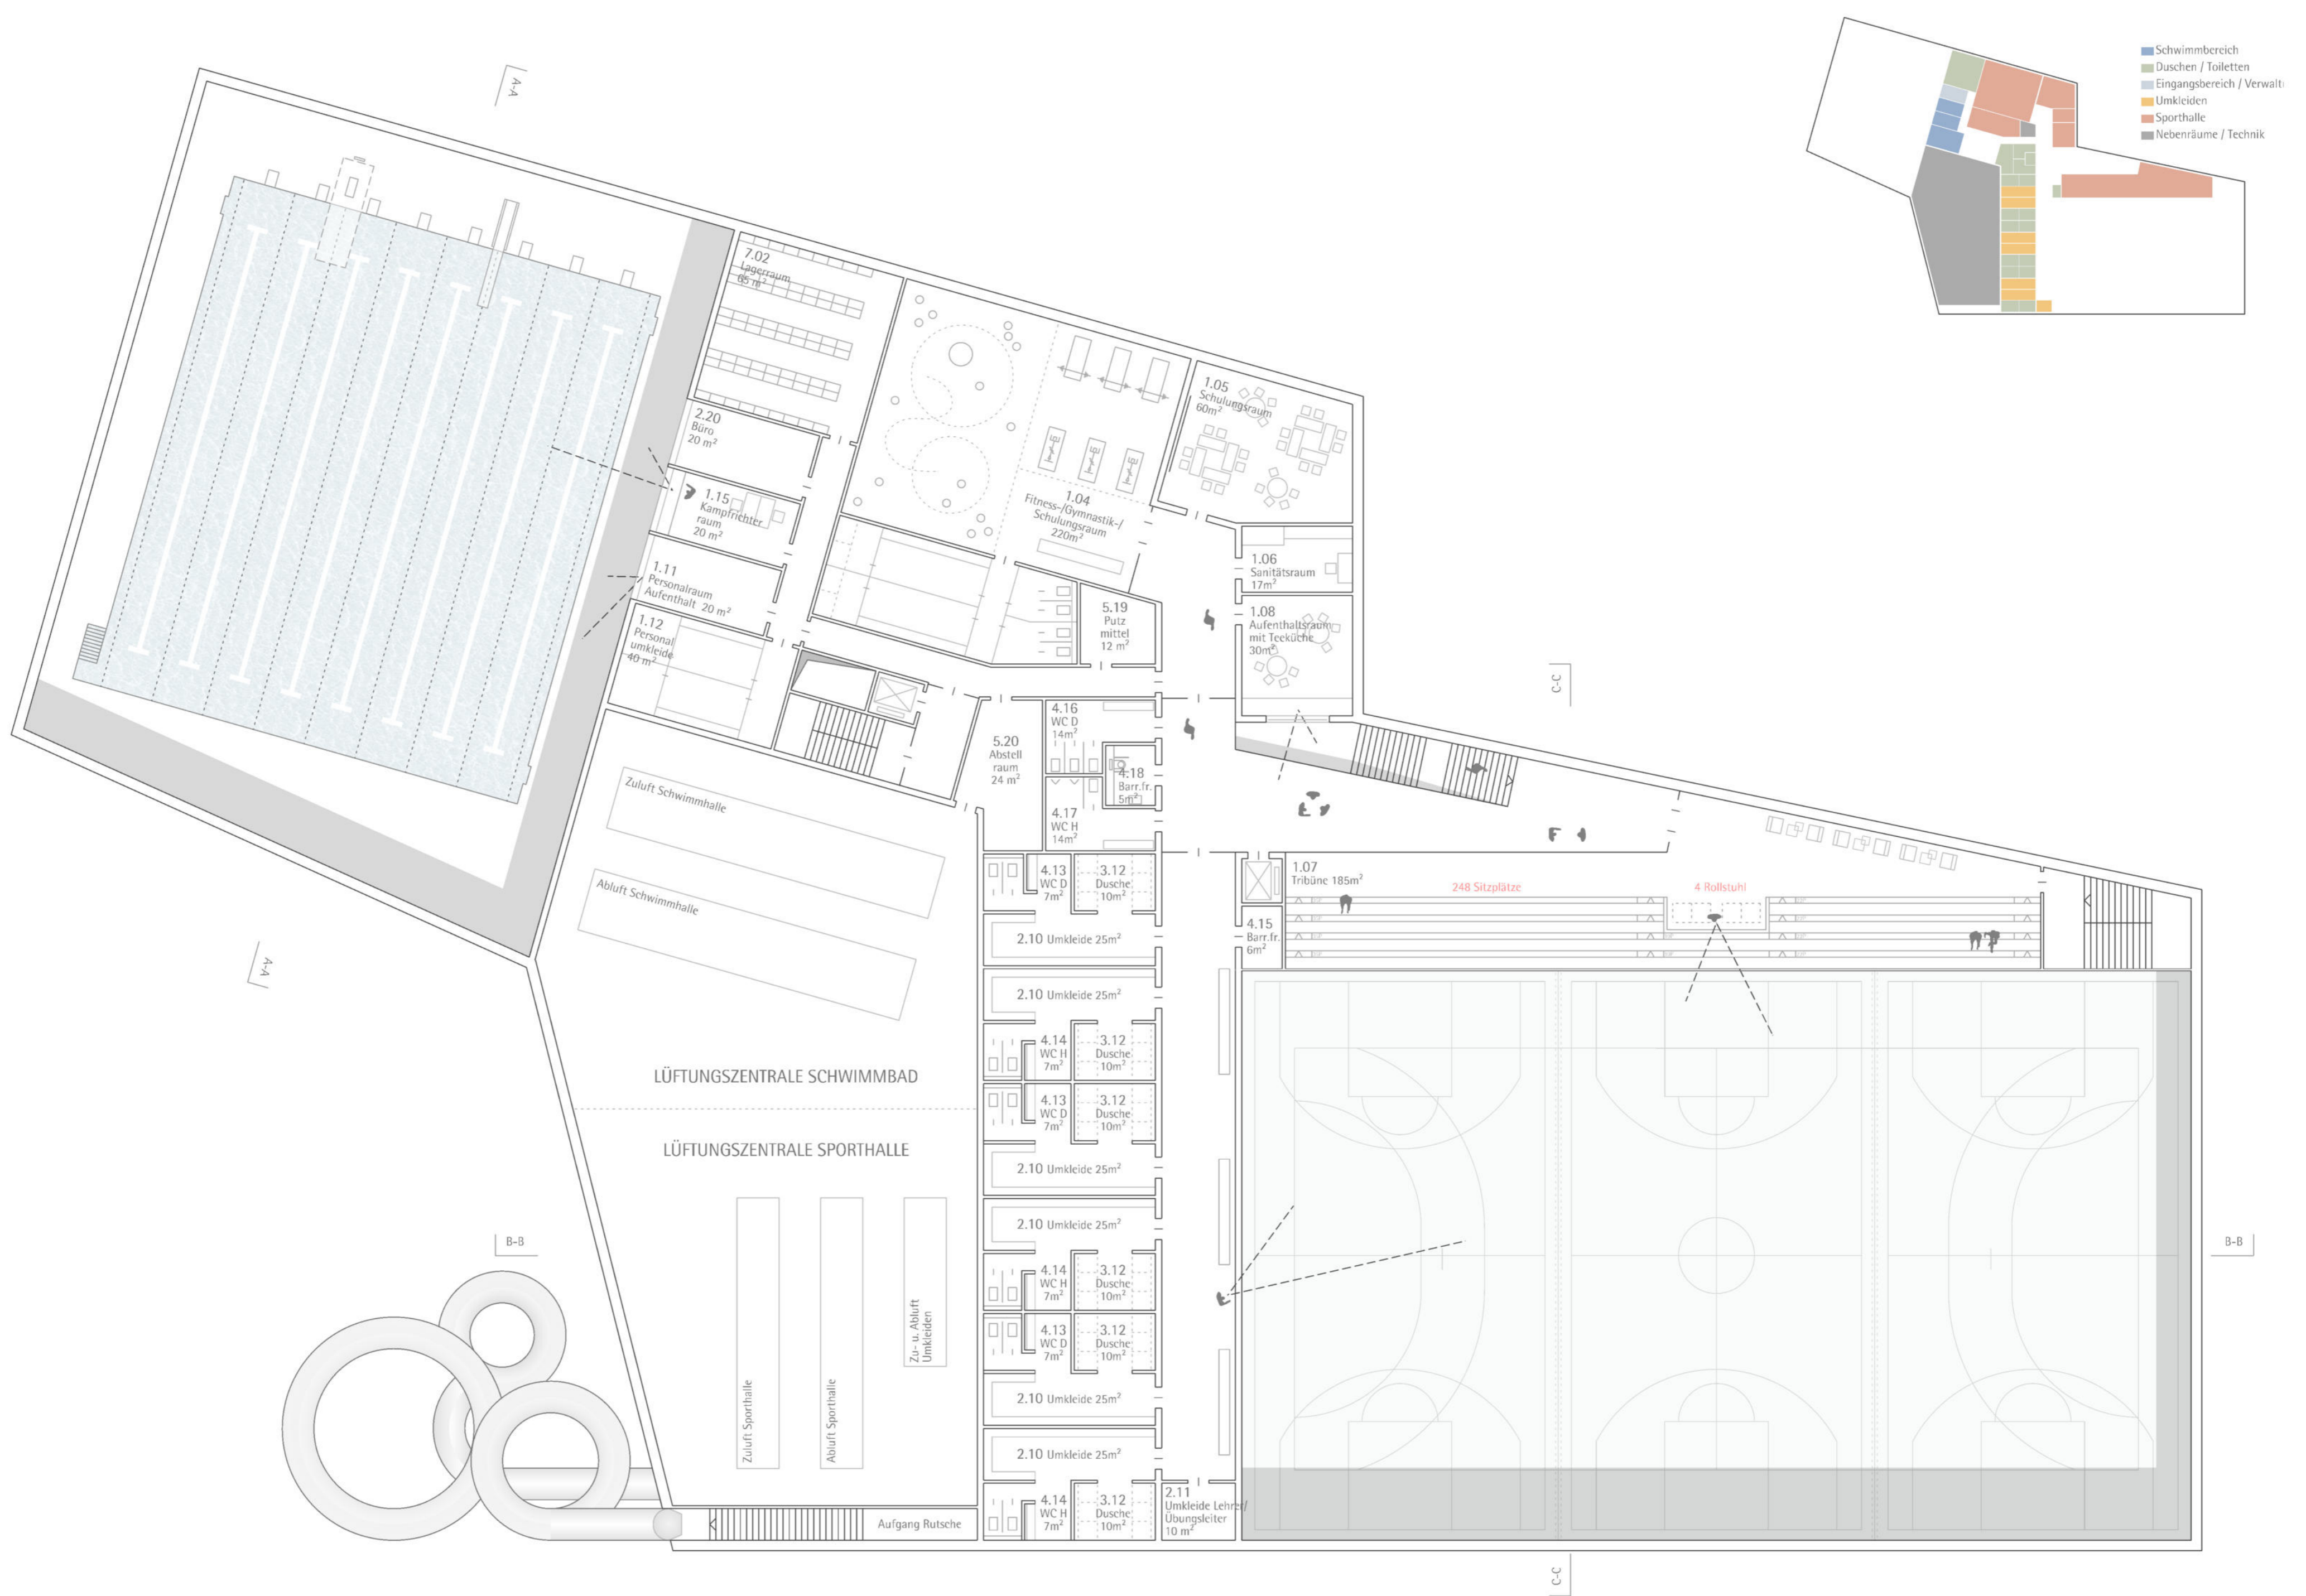 A-A
Schwimmbereich
Duschen / Toiletten
Eingangsbereich / Verwalt
Umkleiden
Sporthalle
Nebenräume / Technik
7.02
Lagerraum
65 m²
2.20
Büro
20 m²
1.15
Kampfrichter
raum
20 m²
1.11
Personalraum
Aufenthalt 20 m²
1.12
Personal
umkleide
40 m²
1.04
Fitness-/Gymnastik-/
Schulungsraum
220m²
1.05
Schulungsraum
60m²
1.06
Sanitätsraum
17m²
1.08
Aufenthaltsraum
mit Teeküche
30m²
5.19
Putz
mittel
12 m²
C-C
5.20
Abstell
raum
24 m²
4.16
WC D
14m²
4.18
Barr.fr.
5m²
4.17
WC H
14m²
Zuluft Schwimmhalle
Abluft Schwimmhalle
A-A
1.07
Tribüne 185m²
248 Sitzplätze
4 Rollstuhl
4.15
Barr.fr.
6m²
4.13
WC D
7m²
3.12
Dusche
10m²
2.10 Umkleide 25m²
2.10 Umkleide 25m²
4.14
WC H
7m²
3.12
Dusche
10m²
4.13
WC D
7m²
3.12
Dusche
10m²
2.10 Umkleide 25m²
2.10 Umkleide 25m²
4.14
WC H
7m²
3.12
Dusche
10m²
4.13
WC D
7m²
3.12
Dusche
10m²
2.10 Umkleide 25m²
2.10 Umkleide 25m²
4.14
WC H
7m²
3.12
Dusche
10m²
LÜFTUNGSZENTRALE SCHWIMMBAD
LÜFTUNGSZENTRALE SPORTHALLE
B-B
B-B
Zuluft Sporthalle
Abluft Sporthalle
Zu- u. Abluft
Umkleiden
Aufgang Rutsche
2.11
Umkleide Lehrer/
Übungsleiter
10 m²
C-C